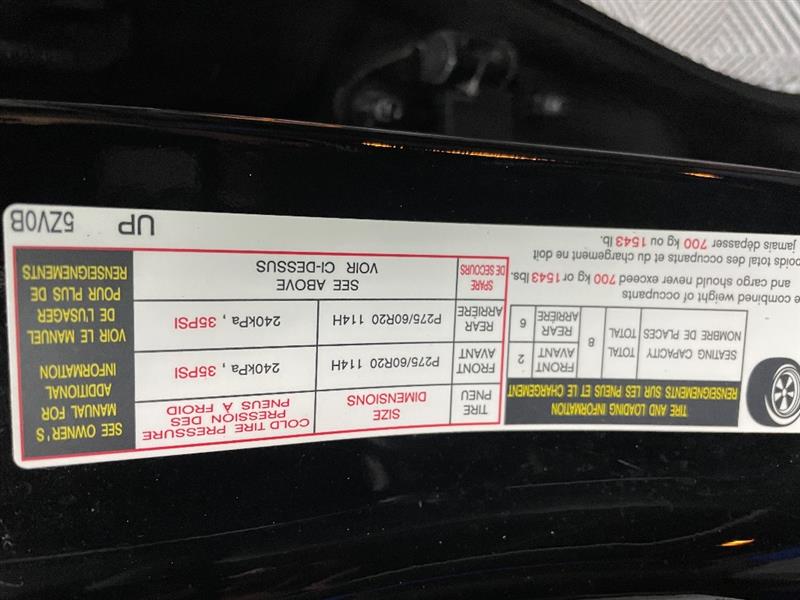 TIRE AND LOADING INFORMATION
RENSEIGNEMENTS SUR LES PNEUS ET LE CHARGEMENT
SEATING CAPACITY
NOMBRE DE PLACES
TOTAL
TOTAL
8
FRONT
AVANT
2
REAR
ARRIÈRE
6
combined weight of occupants
and cargo should never exceed 700 kg or 1543 lbs.
poids total des occupants et du chargement ne doit
jamais dépasser 700 kg ou 1543 lb.
TIRE
PNEU
SIZE
DIMENSIONS
COLD TIRE PRESSURE
PRESSION DES
PNEUS À FROID
FRONT
AVANT
P275/60R20 114H
240kPa , 35PSI
REAR
ARRIÈRE
P275/60R20 114H
240kPa , 35PSI
SPARE
DE SECOURS
SEE ABOVE
VOIR CI-DESSUS
SEE OWNER'S
MANUAL FOR
ADDITIONAL
INFORMATION
VOIR LE MANUEL
DE L'USAGER
POUR PLUS DE
RENSEIGNEMENTS
UP 5ZV0B